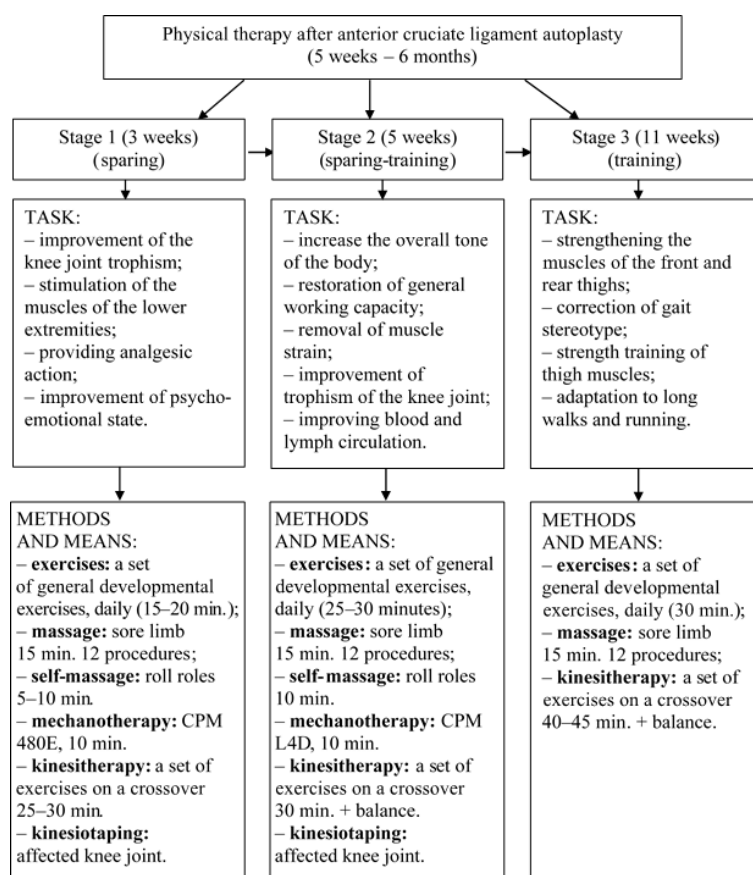 Physical therapy after anterior cruciate ligament autoplasty
(5 weeks – 6 months)
Stage 1 (3 weeks)
(sparing)
Stage 2 (5 weeks)
(sparing-training)
Stage 3 (11 weeks)
(training)
TASK:
– improvement of the
knee joint trophism;
– stimulation of the
muscles of the lower
extremities;
– providing analgesic
action;
– improvement of psycho-
emotional state.
TASK:
– increase the overall tone
of the body;
– restoration of general
working capacity;
– removal of muscle
strain;
– improvement of
trophism of the knee joint;
– improving blood and
lymph circulation.
TASK:
– strengthening the
muscles of the front and
rear thighs;
– correction of gait
stereotype;
– strength training of
thigh muscles;
– adaptation to long
walks and running.
METHODS
AND MEANS:
– exercises: a set
of general developmental
exercises, daily (15–20 min.);
– massage: sore limb
15 min. 12 procedures;
– self-massage: roll roles
5–10 min.
– mechanotherapy: CPM
480E, 10 min.
– kinesitherapy: a set of
exercises on a crossover
25–30 min.
– kinesiotaping:
affected knee joint.
METHODS
AND MEANS:
– exercises: a set of general
developmental exercises,
daily (25–30 minutes);
– massage: sore limb
15 min. 12 procedures;
– self-massage: roll roles
10 min.
– mechanotherapy: CPM
L4D, 10 min.
– kinesitherapy: a set of
exercises on a crossover
30 min. + balance.
– kinesiotaping:
affected knee joint.
METHODS
AND MEANS:
– exercises: a set of
general developmental
exercises, daily (30 min.);
– massage: sore limb
15 min. 12 procedures;
– kinesitherapy: a set of
exercises on a crossover
40–45 min. + balance.